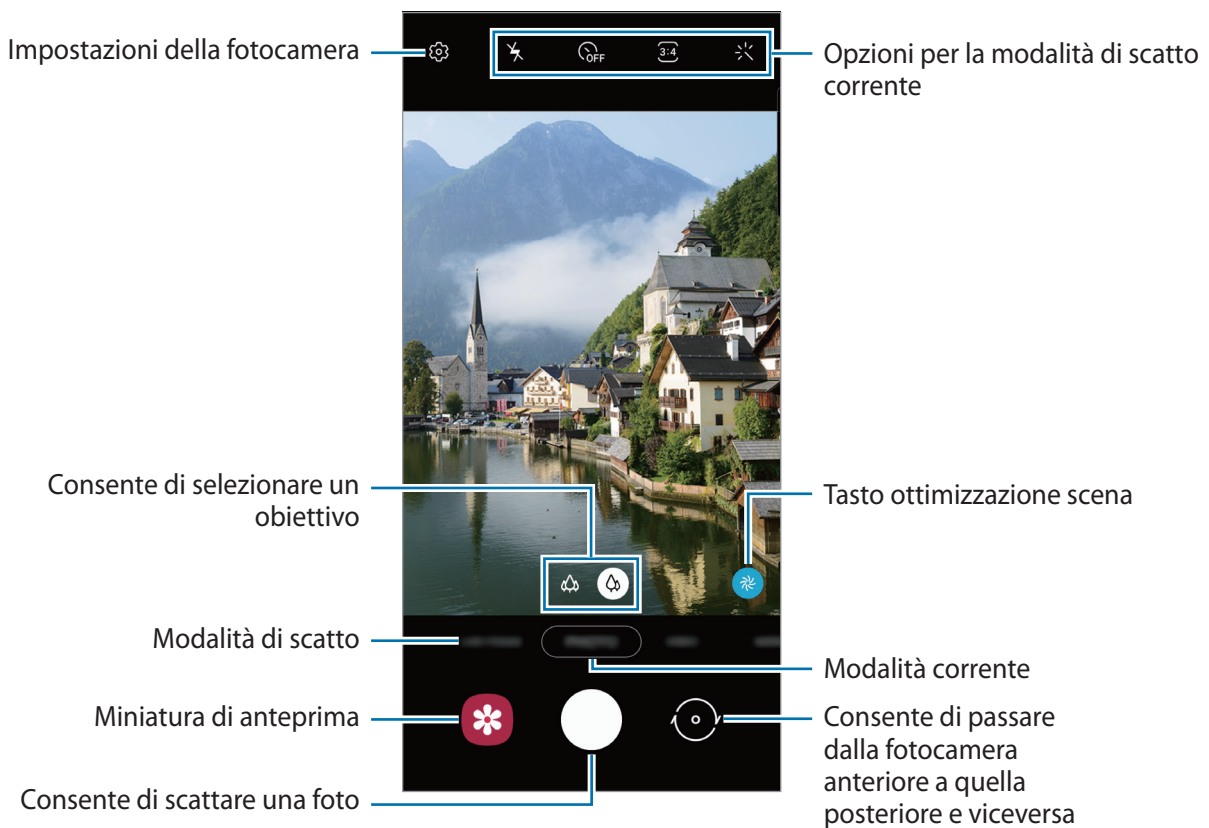 Impostazioni della fotocamera
OFF
3:4
Opzioni per la modalità di scatto
corrente
Consente di selezionare un
obiettivo
Tasto ottimizzazione scena
Modalità di scatto
Modalità corrente
Miniatura di anteprima
Consente di passare
dalla fotocamera
anteriore a quella
posteriore e viceversa
Consente di scattare una foto